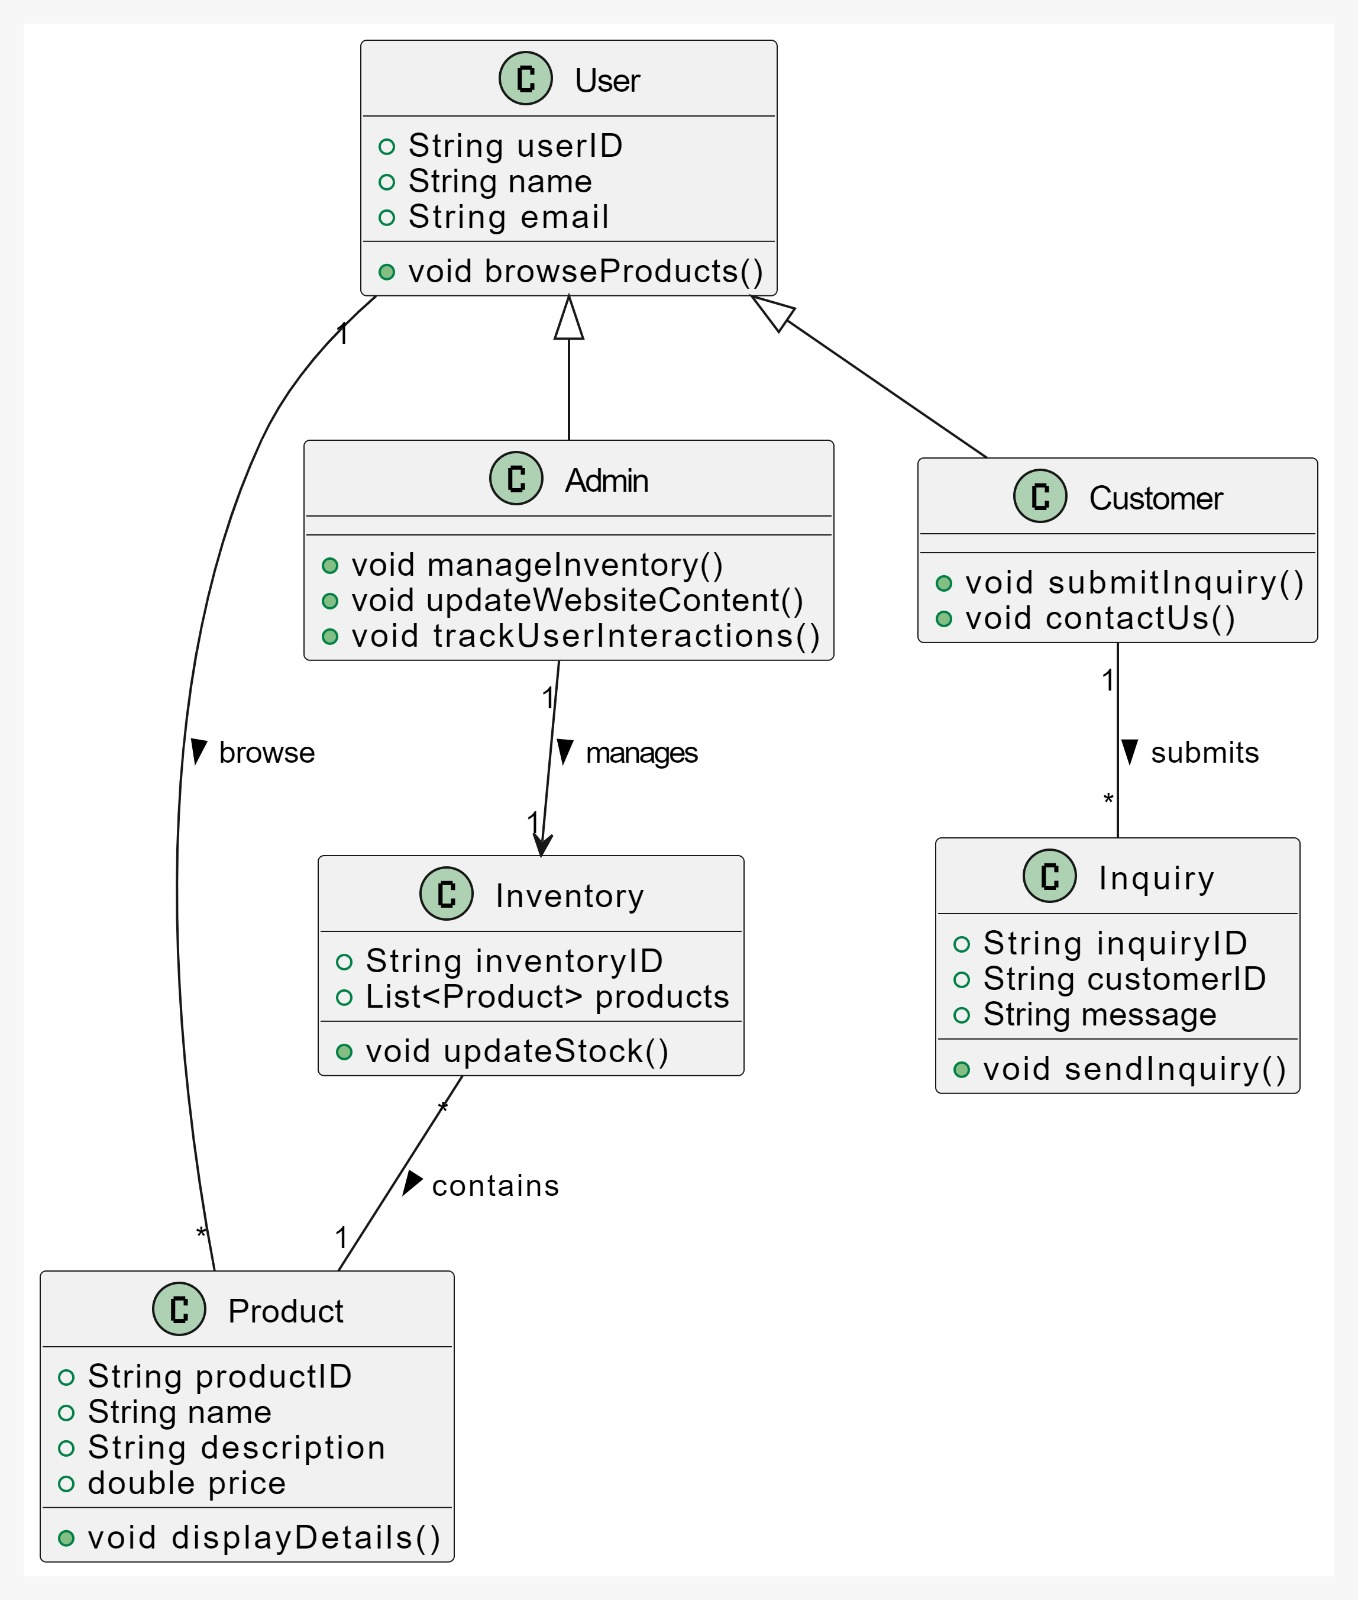 C User
String userID
String name
String email
void browseProducts()
1
C Admin
void manageInventory()
void updateWebsiteContent()
void trackUserInteractions()
C Customer
void submitInquiry()
void contactUs()
1
1
browse
manages
submits
*
1
C Inventory
String inventoryID
List<Product> products
void updateStock()
C Inquiry
String inquiryID
String customerID
String message
void sendInquiry()
*
contains
*
1
C Product
String productID
String name
String description
double price
void displayDetails()